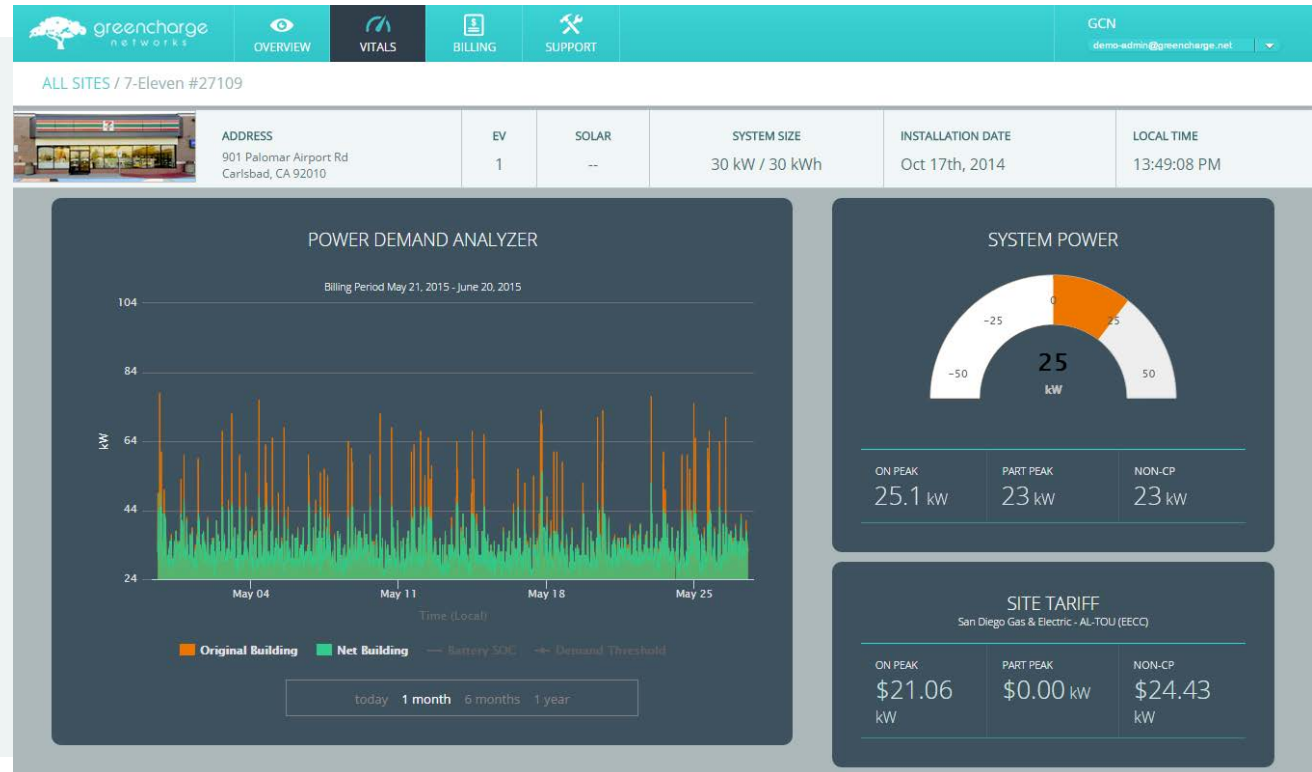 greencharge
networks
OVERVIEW
VITALS
BILLING
SUPPORT
GCN
demo-admin@greencharge.net
ALL SITES / 7-Eleven #27109
ADDRESS
901 Palomar Airport Rd
Carlsbad, CA 92010
EV
1
SOLAR
--
SYSTEM SIZE
30 kW / 30 kWh
INSTALLATION DATE
Oct 17th, 2014
LOCAL TIME
13:49:08 PM
POWER DEMAND ANALYZER
Billing Period May 21, 2015 - June 20, 2015
104
84
64
44
24
kW
May 04 May 11 May 18 May 25
Time (Local)
Original Building Net Building Battery SOC Demand Threshold
today 1 month 6 months 1 year
SYSTEM POWER
-50 -25 0 25 50
25
kW
ON PEAK
25.1 kW
PART PEAK
23 kW
NON-CP
23 kW
SITE TARIFF
San Diego Gas & Electric - AL-TOU (EECC)
ON PEAK
$21.06
kW
PART PEAK
$0.00 kW
NON-CP
$24.43
kW